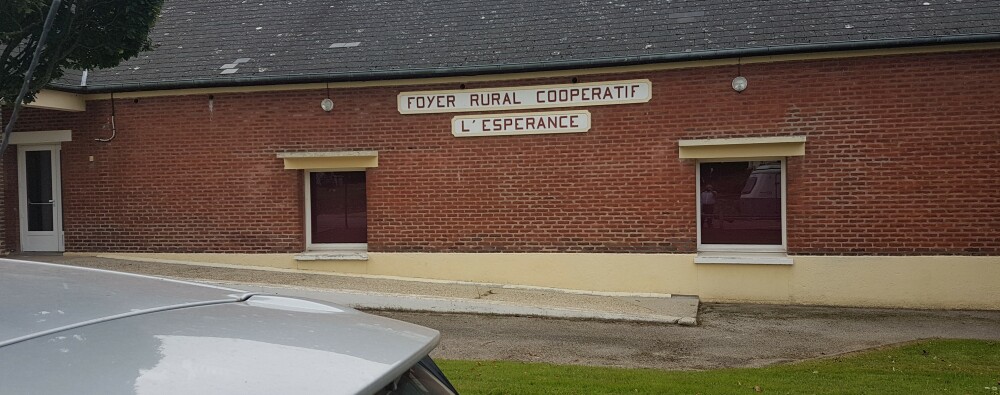 FOYER RURAL COOPERATIF
L'ESPERANCE